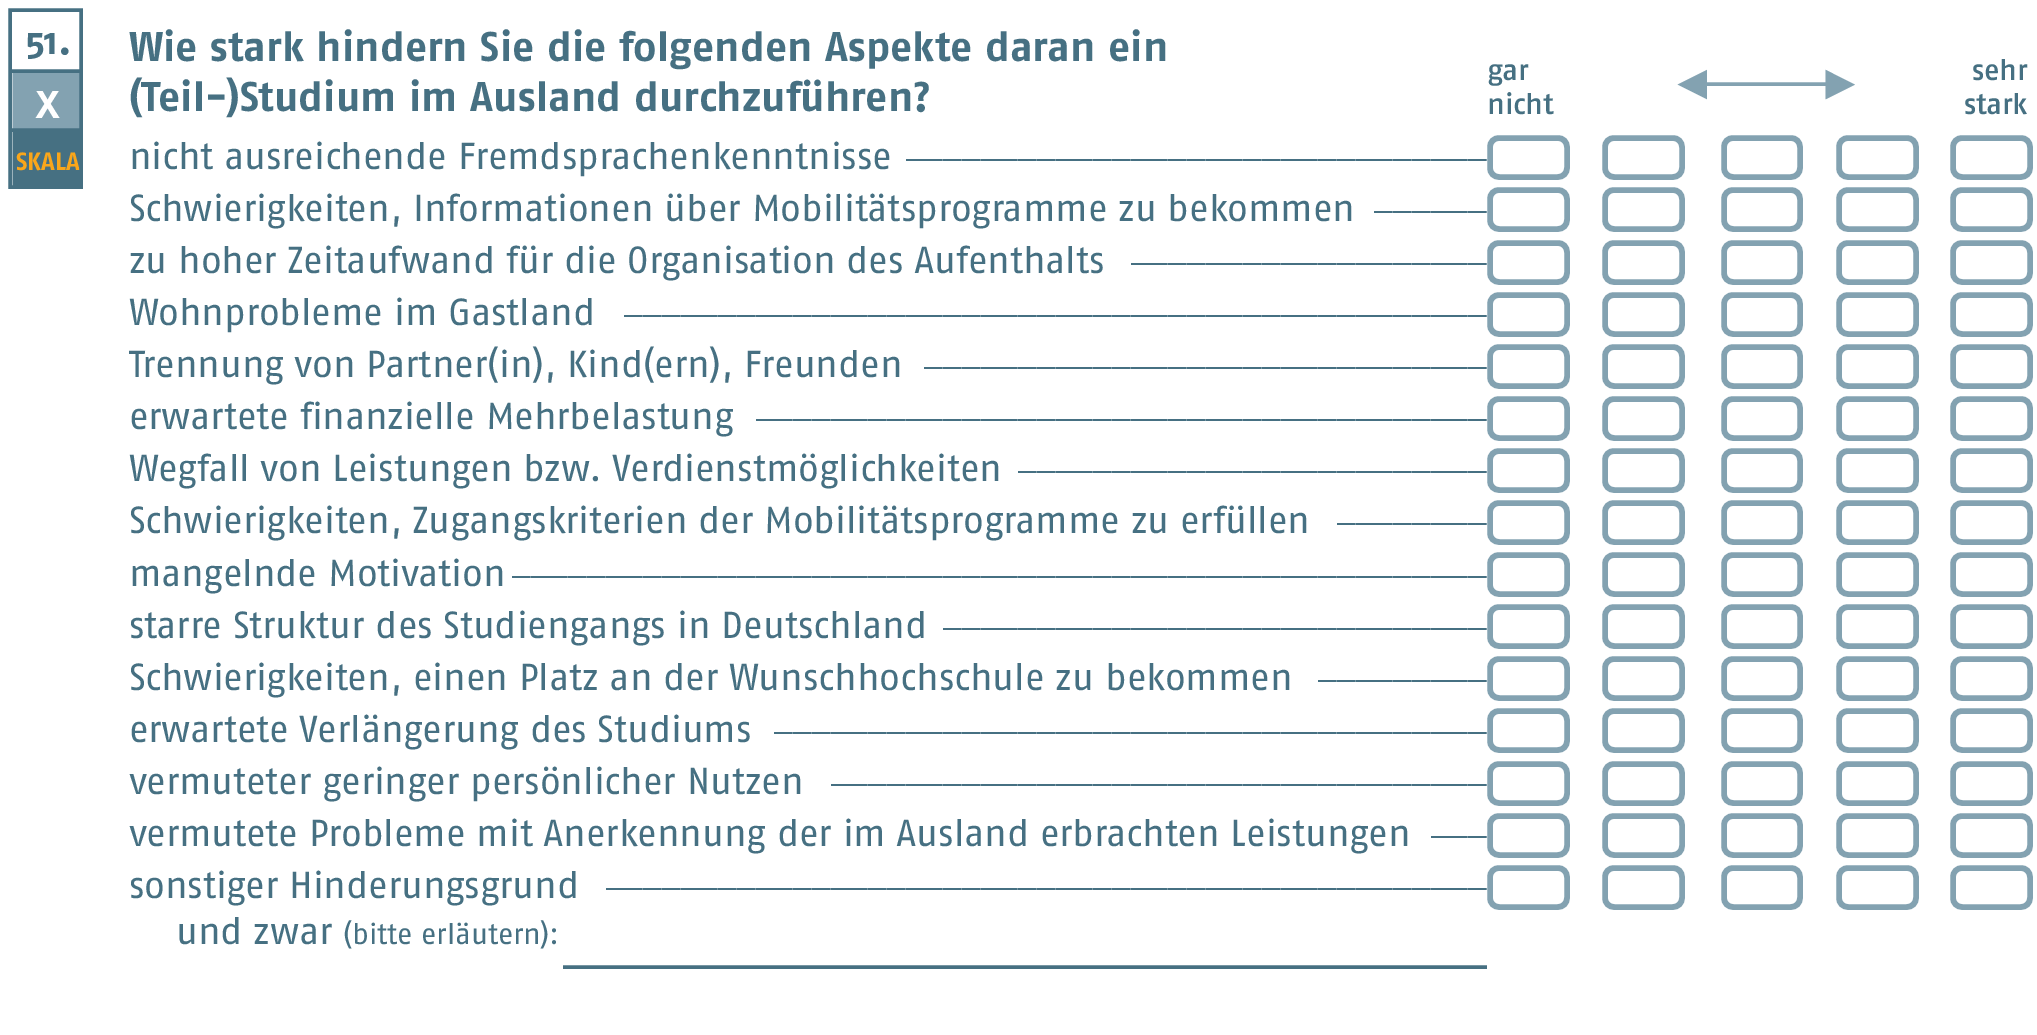 51.
X
SKALA
Wie stark hindern Sie die folgenden Aspekte daran ein
(Teil-)Studium im Ausland durchzuführen?
gar nicht
sehr stark
nicht ausreichende Fremdsprachenkenntnisse
Schwierigkeiten, Informationen über Mobilitätsprogramme zu bekommen
zu hoher Zeitaufwand für die Organisation des Aufenthalts
Wohnprobleme im Gastland
Trennung von Partner(in), Kind(ern), Freunden
erwartete finanzielle Mehrbelastung
Wegfall von Leistungen bzw. Verdienstmöglichkeiten
Schwierigkeiten, Zugangskriterien der Mobilitätsprogramme zu erfüllen
mangelnde Motivation
starre Struktur des Studiengangs in Deutschland
Schwierigkeiten, einen Platz an der Wunschhochschule zu bekommen
erwartete Verlängerung des Studiums
vermuteter geringer persönlicher Nutzen
vermutete Probleme mit Anerkennung der im Ausland erbrachten Leistungen
sonstiger Hinderungsgrund
und zwar (bitte erläutern):